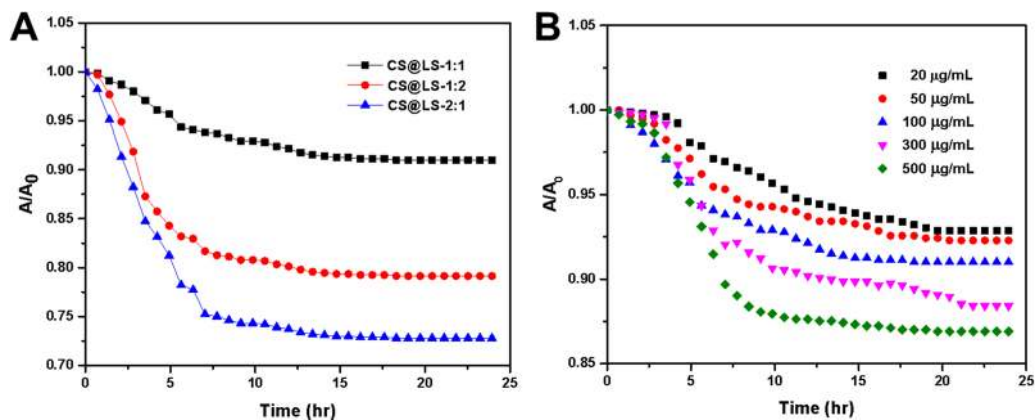 A
1.05
1.00
0.95
0.90
0.85
0.80
0.75
0.70
A/A0
0 5 10 15 20 25
Time (hr)
CS@LS-1:1
CS@LS-1:2
CS@LS-2:1
B
1.05
1.00
0.95
0.90
0.85
A/A0
0 5 10 15 20 24
Time (hr)
20 µg/mL
50 µg/mL
100 µg/mL
300 µg/mL
500 µg/mL